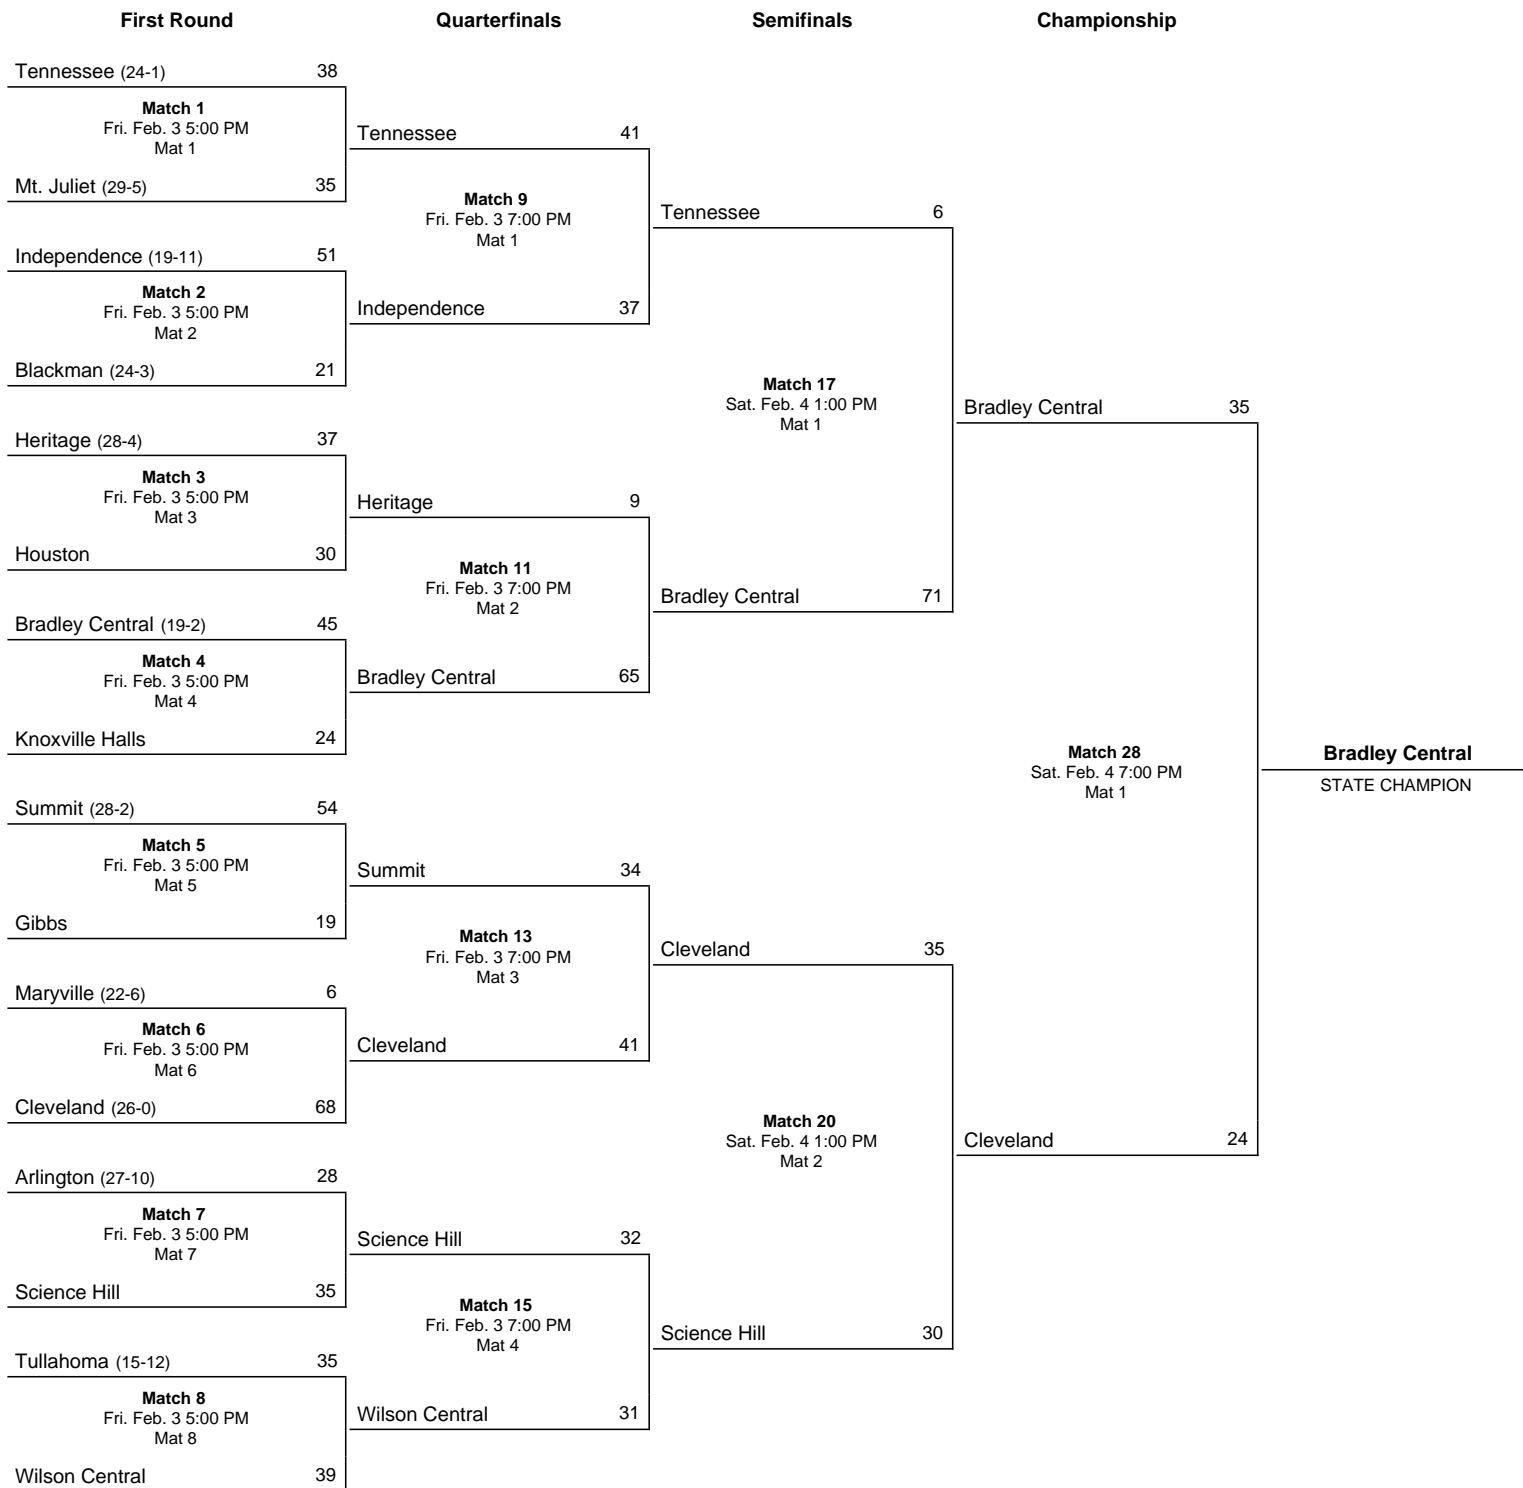 First Round Quarterfinals Semifinals Championship
Tennessee (24-1) 38
Match 1
Fri. Feb. 3 5:00 PM
Mat 1
Mt. Juliet (29-5) 35
Independence (19-11) 51
Match 2
Fri. Feb. 3 5:00 PM
Mat 2
Blackman (24-3) 21
Heritage (28-4) 37
Match 3
Fri. Feb. 3 5:00 PM
Mat 3
Houston 30
Bradley Central (19-2) 45
Match 4
Fri. Feb. 3 5:00 PM
Mat 4
Knoxville Halls 24
Summit (28-2) 54
Match 5
Fri. Feb. 3 5:00 PM
Mat 5
Gibbs 19
Maryville (22-6) 6
Match 6
Fri. Feb. 3 5:00 PM
Mat 6
Cleveland (26-0) 68
Arlington (27-10) 28
Match 7
Fri. Feb. 3 5:00 PM
Mat 7
Science Hill 35
Tullahoma (15-12) 35
Match 8
Fri. Feb. 3 5:00 PM
Mat 8
Wilson Central 39
Tennessee 41
Match 9
Fri. Feb. 3 7:00 PM
Mat 1
Independence 37
Heritage 9
Match 11
Fri. Feb. 3 7:00 PM
Mat 2
Bradley Central 65
Summit 34
Match 13
Fri. Feb. 3 7:00 PM
Mat 3
Cleveland 41
Science Hill 32
Match 15
Fri. Feb. 3 7:00 PM
Mat 4
Wilson Central 31
Tennessee 6
Match 17
Sat. Feb. 4 1:00 PM
Mat 1
Bradley Central 71
Cleveland 35
Match 20
Sat. Feb. 4 1:00 PM
Mat 2
Science Hill 30
Bradley Central 35
Match 28
Sat. Feb. 4 7:00 PM
Mat 1
Cleveland 24
Bradley Central
STATE CHAMPION